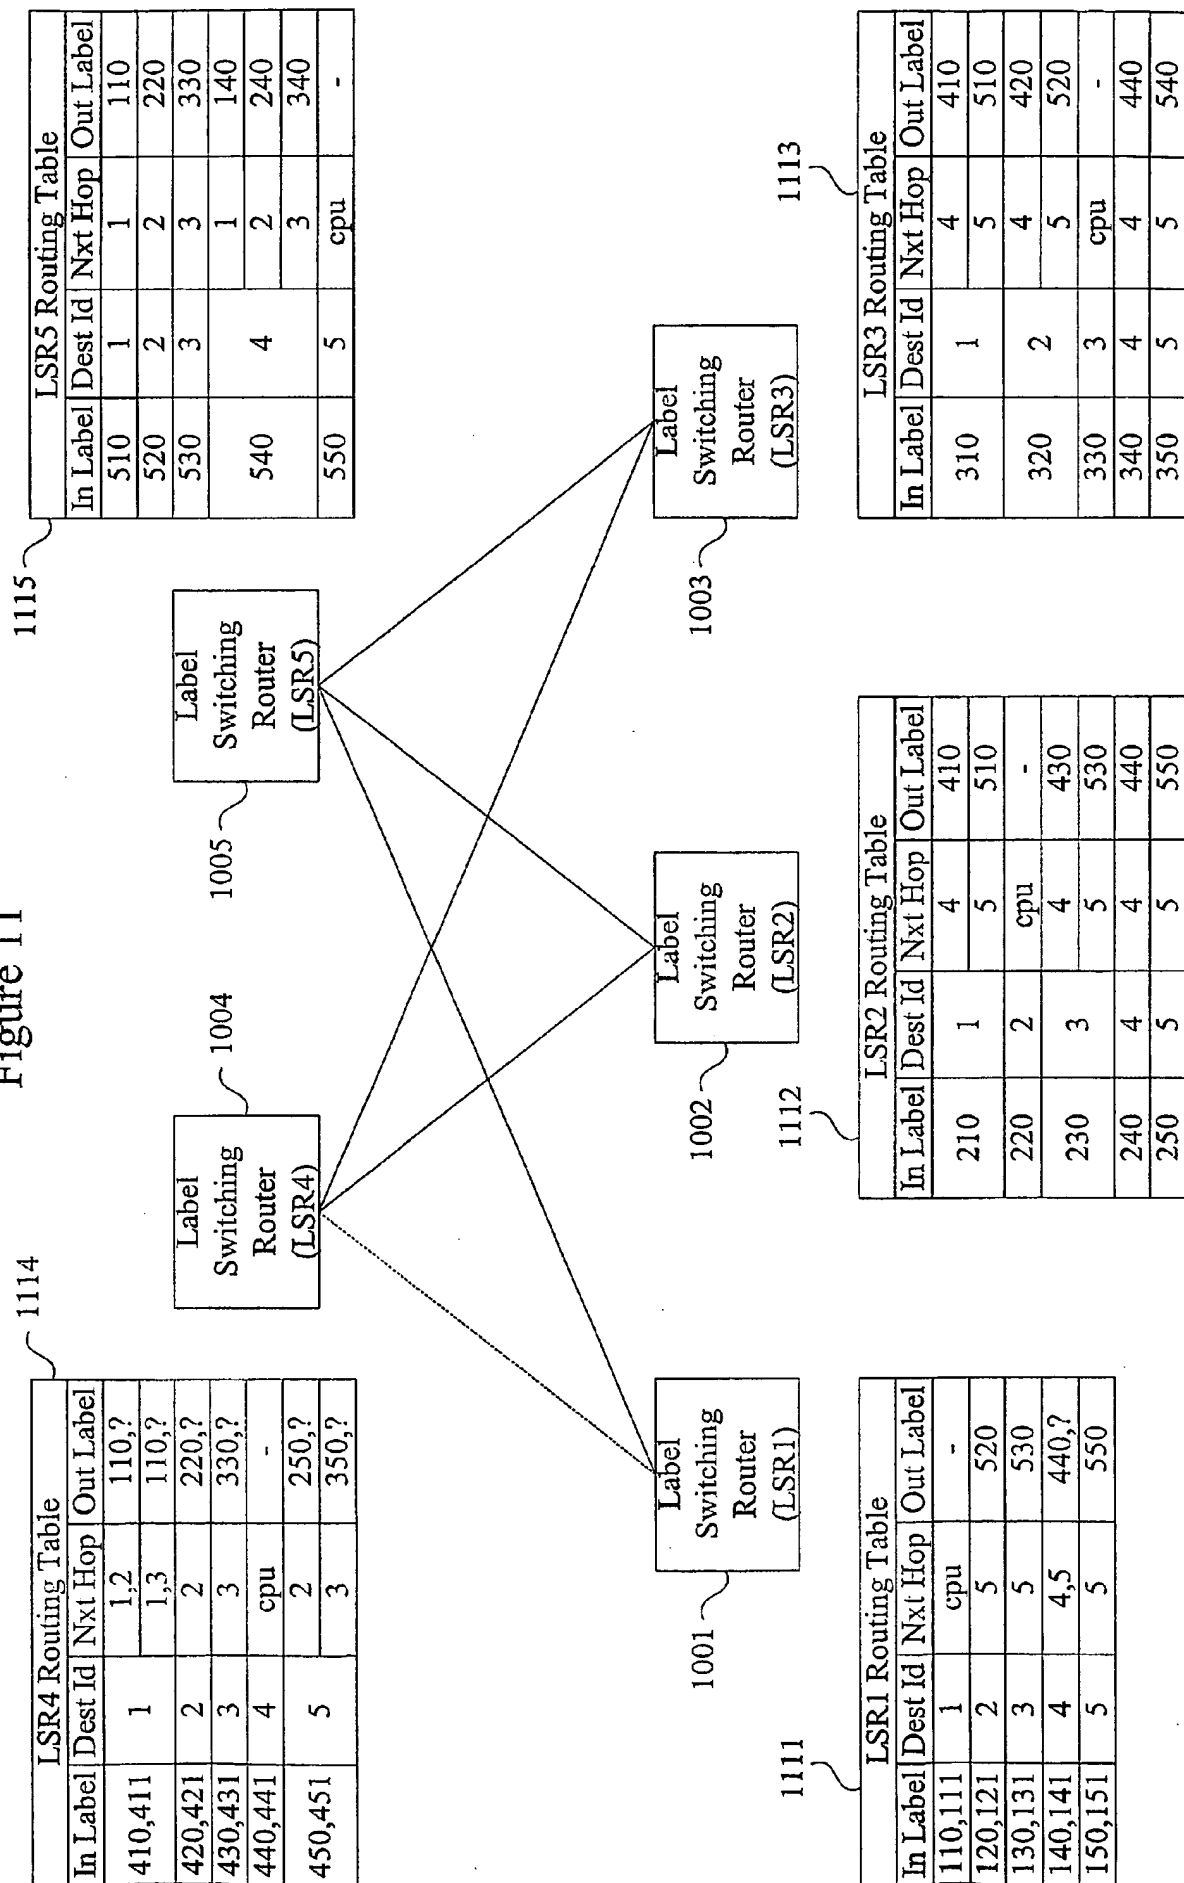 Figure 11
1114
LSR4 Routing Table
In Label Dest Id Nxt Hop Out Label
410,411 1 1,2 110,?
1,3 110,?
420,421 2 2 220,?
430,431 3 3 330,?
440,441 4 cpu -
450,451 5 2 250,?
3 350,?
1004
Label
Switching
Router
(LSR4)
1005
Label
Switching
Router
(LSR5)
1115
LSR5 Routing Table
In Label Dest Id Nxt Hop Out Label
510 1 1 110
520 2 2 220
530 3 3 330
540 4 1 140
2 240
3 340
550 5 cpu -
1001
Label
Switching
Router
(LSR1)
1002
Label
Switching
Router
(LSR2)
1003
Label
Switching
Router
(LSR3)
1111
LSR1 Routing Table
In Label Dest Id Nxt Hop Out Label
110,111 1 cpu -
120,121 2 5 520
130,131 3 5 530
140,141 4 4,5 440,?
150,151 5 5 550
1112
LSR2 Routing Table
In Label Dest Id Nxt Hop Out Label
210 1 4 410
5 510
220 2 cpu -
230 3 4 430
5 530
240 4 4 440
250 5 5 550
1113
LSR3 Routing Table
In Label Dest Id Nxt Hop Out Label
310 1 4 410
5 510
320 2 4 420
5 520
330 3 cpu -
340 4 4 440
350 5 5 540